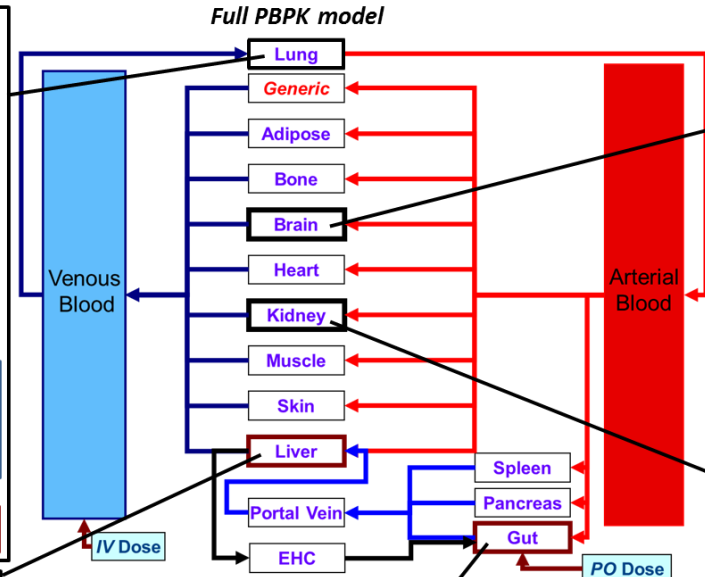 Full PBPK model
Lung
Generic
Adipose
Bone
Brain
Heart
Kidney
Muscle
Skin
Liver
Portal Vein
EHC
Spleen
Pancreas
Gut
Venous
Blood
Arterial
Blood
IV Dose
PO Dose